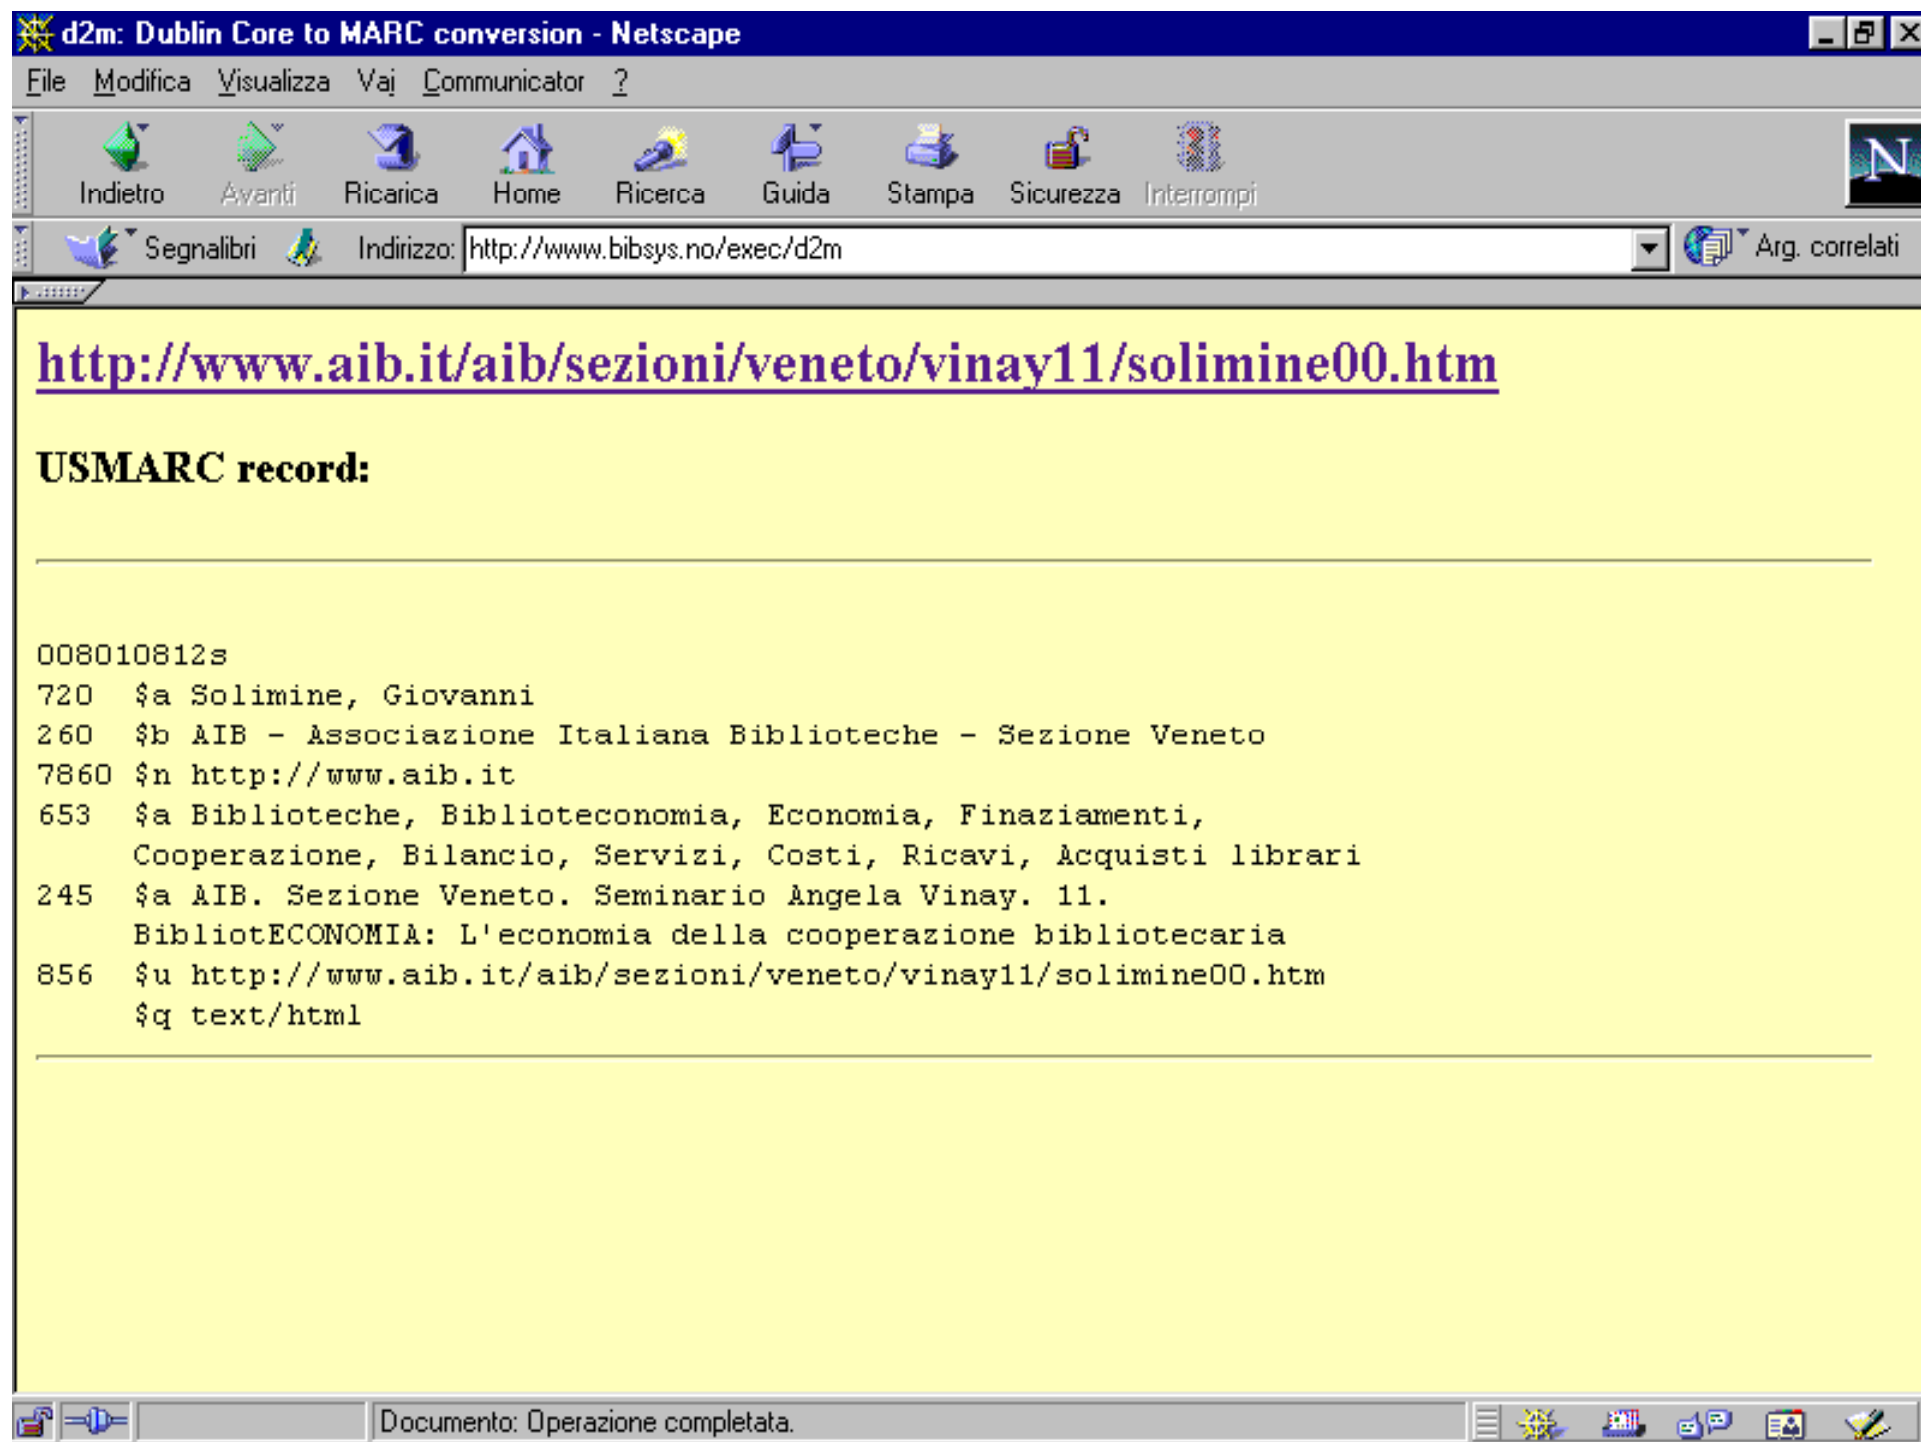 d2m: Dublin Core to MARC conversion - Netscape
File Modifica Visualizza Vai Communicator ?
Indietro Avanti Ricarica Home Ricerca Guida Stampa Sicurezza Interrompi
N
Segnalibri Indirizzo: http://www.bibsys.no/exec/d2m Arg. correlati
http://www.aib.it/aib/sezioni/veneto/vinay11/solimine00.htm
USMARC record:
008010812s
720 $a Solimine, Giovanni
260 $b AIB - Associazione Italiana Biblioteche - Sezione Veneto
7860 $n http://www.aib.it
653 $a Biblioteche, Biblioteconomia, Economia, Finaziamenti,
Cooperazione, Bilancio, Servizi, Costi, Ricavi, Acquisti librari
245 $a AIB. Sezione Veneto. Seminario Angela Vinay. 11.
BibliotECONOMIA: L'economia della cooperazione bibliotecaria
856 $u http://www.aib.it/aib/sezioni/veneto/vinay11/solimine00.htm
$q text/html
Documento: Operazione completata.